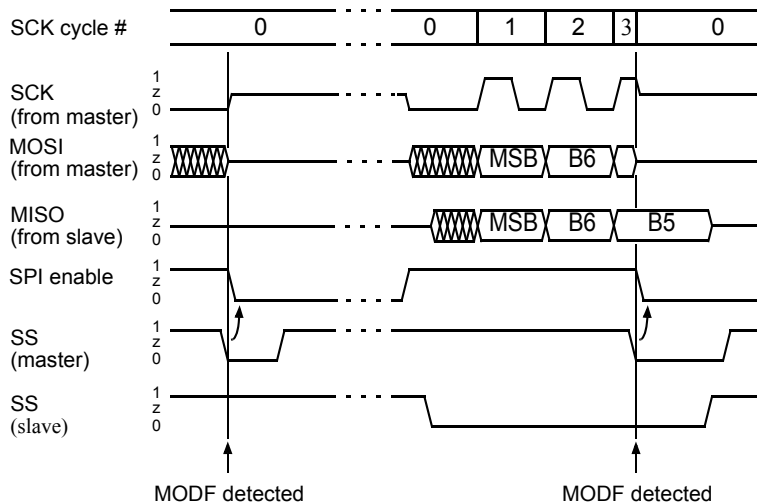 SCK cycle # 0 0 1 2 3 0
SCK
(from master)
1
z
0
MOSI
(from master)
1
z
0
MSB B6
MISO
(from slave)
1
z
0
MSB B6 B5
SPI enable
1
z
0
SS
(master)
1
z
0
SS
(slave)
1
z
0
MODF detected MODF detected